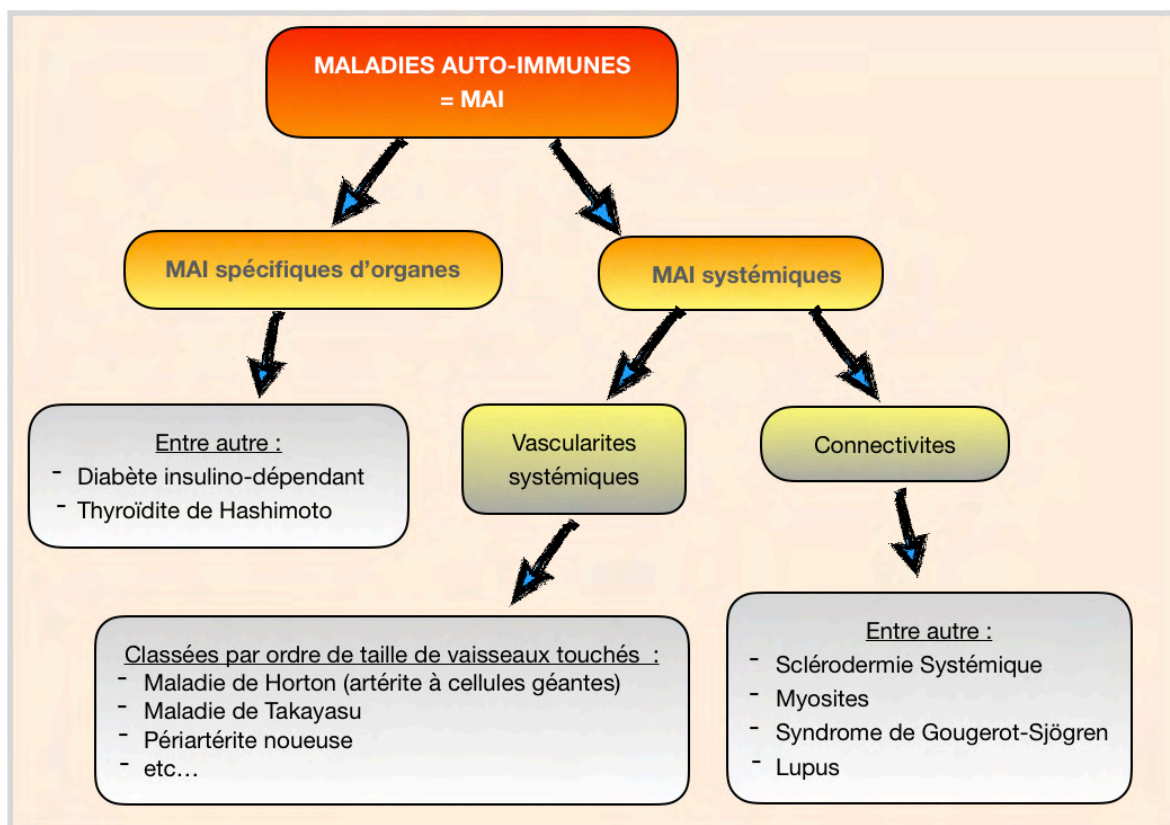 MALADIES AUTO-IMMUNES
= MAI
MAI spécifiques d'organes
MAI systémiques
Entre autre :
- Diabète insulino-dépendant
- Thyroïdite de Hashimoto
Vascularites
systémiques
Connectivites
Classées par ordre de taille de vaisseaux touchés :
- Maladie de Horton (artérite à cellules géantes)
- Maladie de Takayasu
- Périartérite noueuse
- etc…
Entre autre :
- Sclérodermie Systémique
- Myosites
- Syndrome de Gougerot-Sjögren
- Lupus